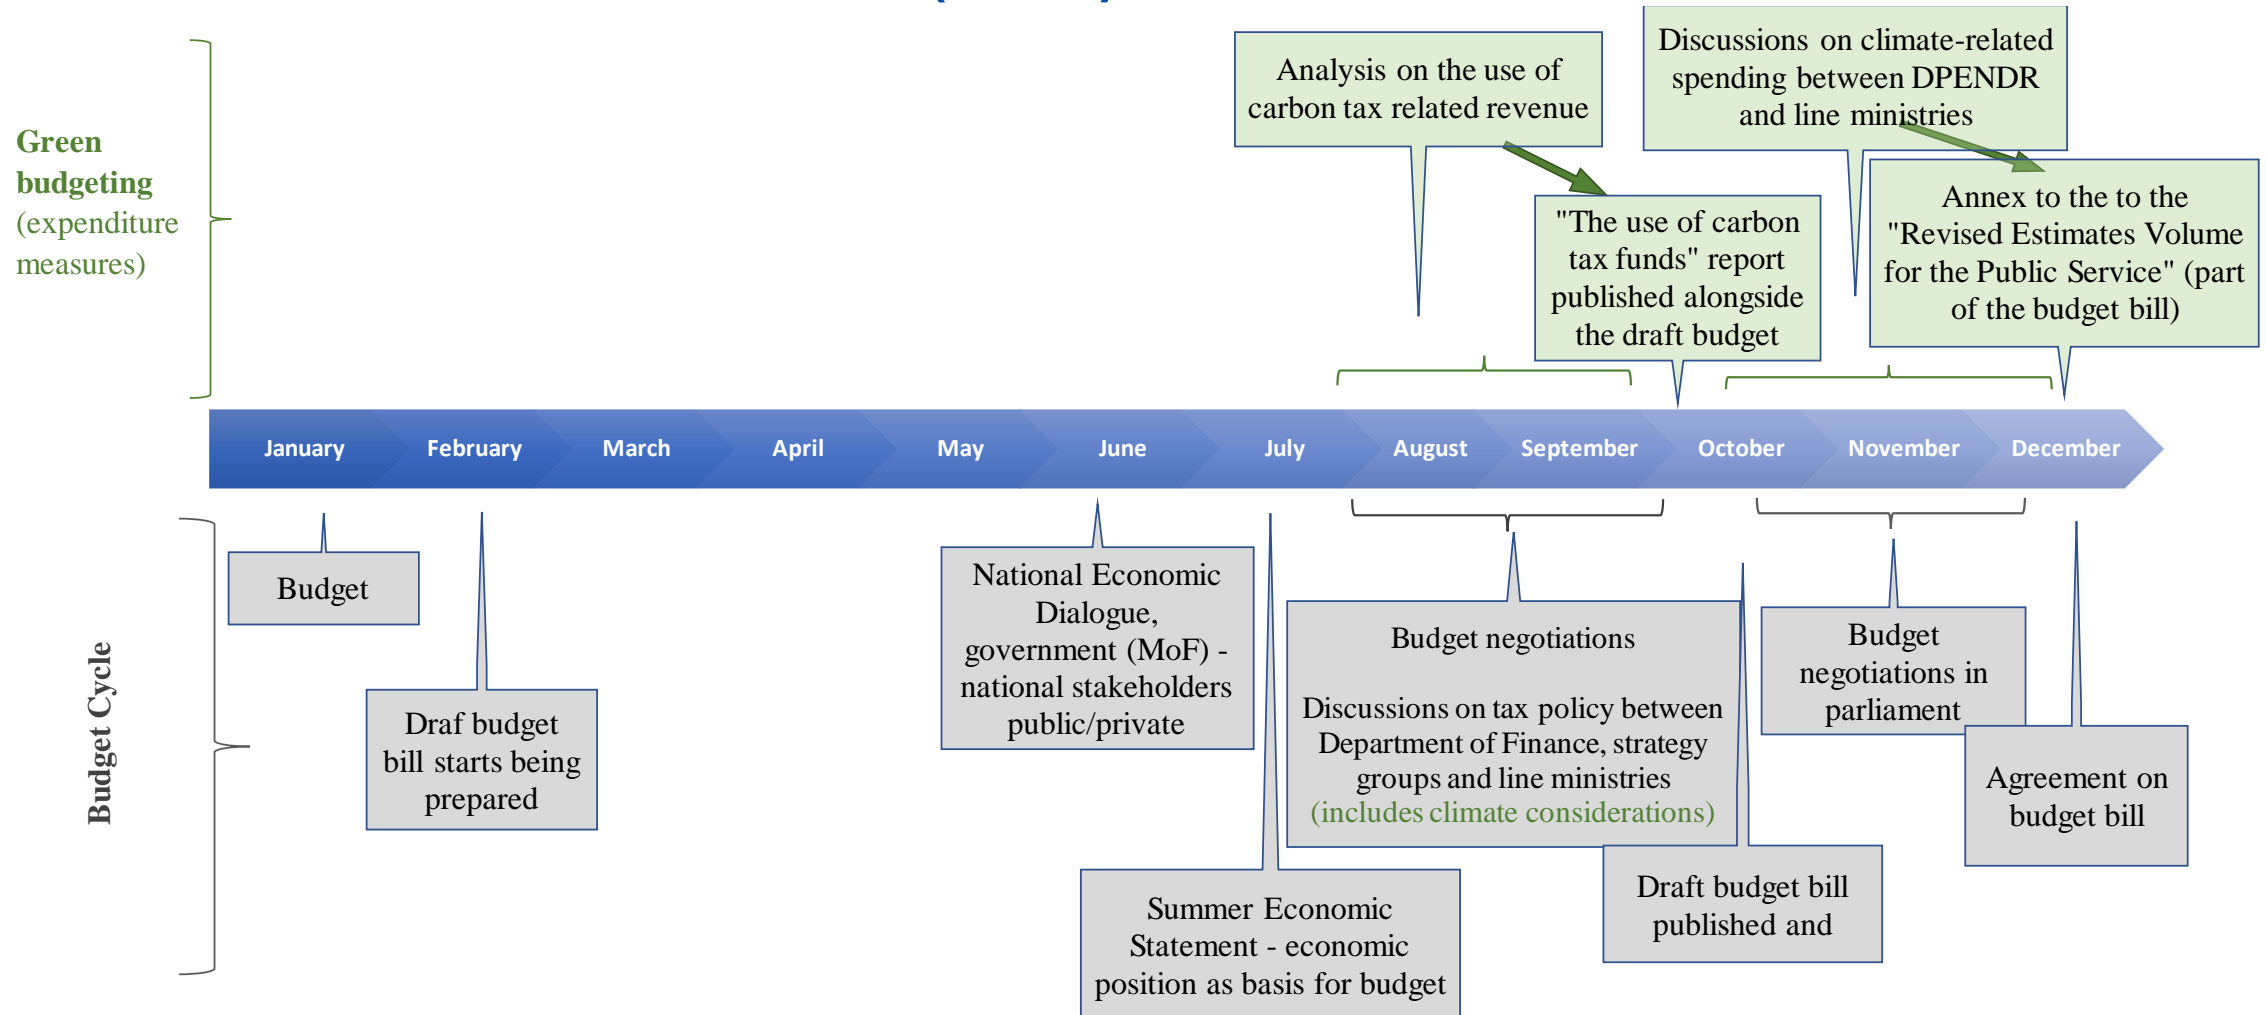 Green
budgeting
(expenditure
measures)
Analysis on the use of
carbon tax related revenue
Discussions on climate-related
spending between DPENDR
and line ministries
"The use of carbon
tax funds" report
published alongside
the draft budget
Annex to the to the
"Revised Estimates Volume
for the Public Service" (part
of the budget bill)
January
February
March
April
May
June
July
August
September
October
November
December
Budget Cycle
Budget
Draf budget
bill starts being
prepared
National Economic
Dialogue,
government (MoF) -
national stakeholders
public/private
Summer Economic
Statement - economic
position as basis for budget
Budget negotiations
Discussions on tax policy between
Department of Finance, strategy
groups and line ministries
(includes climate considerations)
Draft budget bill
published and
Budget
negotiations in
parliament
Agreement on
budget bill